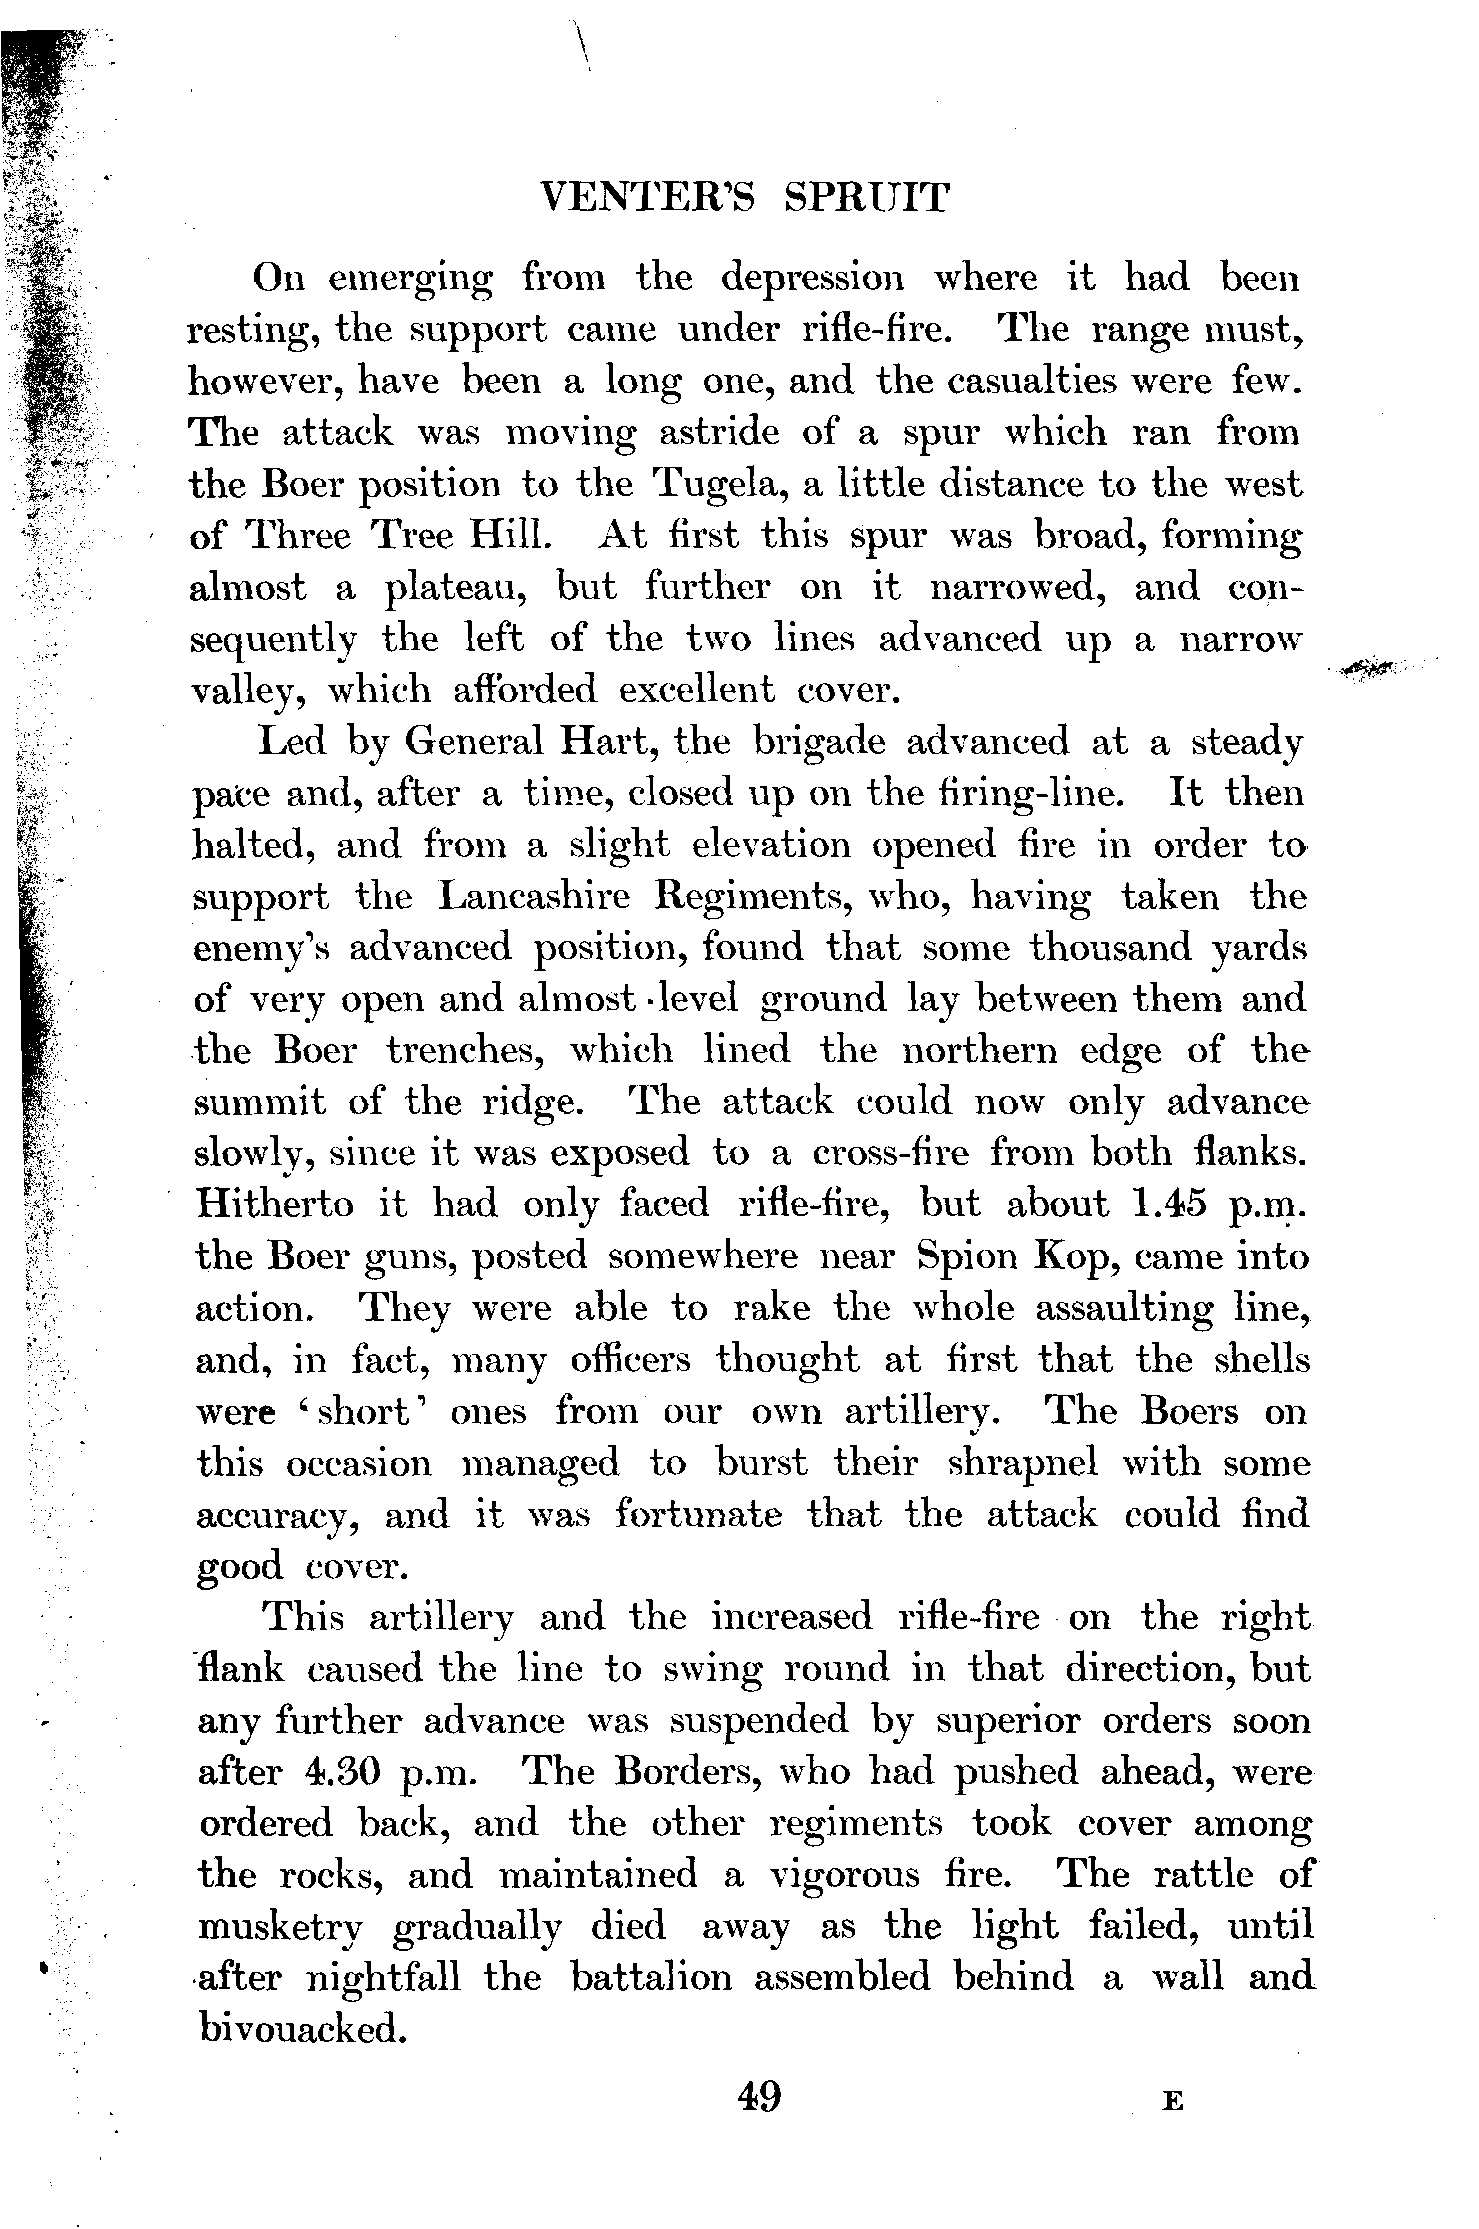 VENTER'S SPRUIT
On emerging from the depression where it had been
resting, the support came under rifle-fire. The range must,
however, have been a long one, and the casualties were few.
The attack was moving astride of a spur which ran from
the Boer position to the Tugela, a little distance to the west
of Three Tree Hill. At first this spur was broad, forming
almost a plateau, but further on it narrowed, and con-
sequently the left of the two lines advanced up a narrow
valley, which afforded excellent cover.
Led by General Hart, the brigade advanced at a steady
pace and, after a time, closed up on the firing-line. It then
halted, and from a slight elevation opened fire in order to
support the Lancashire Regiments, who, having taken the
enemy's advanced position, found that some thousand yards
of very open and almost level ground lay between them and
the Boer trenches, which lined the northern edge of the
summit of the ridge. The attack could now only advance
slowly, since it was exposed to a cross-fire from both flanks.
Hitherto it had only faced rifle-fire, but about 1.45 p.m.
the Boer guns, posted somewhere near Spion Kop, came into
action. They were able to rake the whole assaulting line,
and, in fact, many officers thought at first that the shells
were 'short' ones from our own artillery. The Boers on
this occasion managed to burst their shrapnel with some
accuracy, and it was fortunate that the attack could find
good cover.
This artillery and the increased rifle-fire on the right
flank caused the line to swing round in that direction, but
any further advance was suspended by superior orders soon
after 4.30 p.m. The Borders, who had pushed ahead, were
ordered back, and the other regiments took cover among
the rocks, and maintained a vigorous fire. The rattle of
musketry gradually died away as the light failed, until
after nightfall the battalion assembled behind a wall and
bivouacked.
49 E